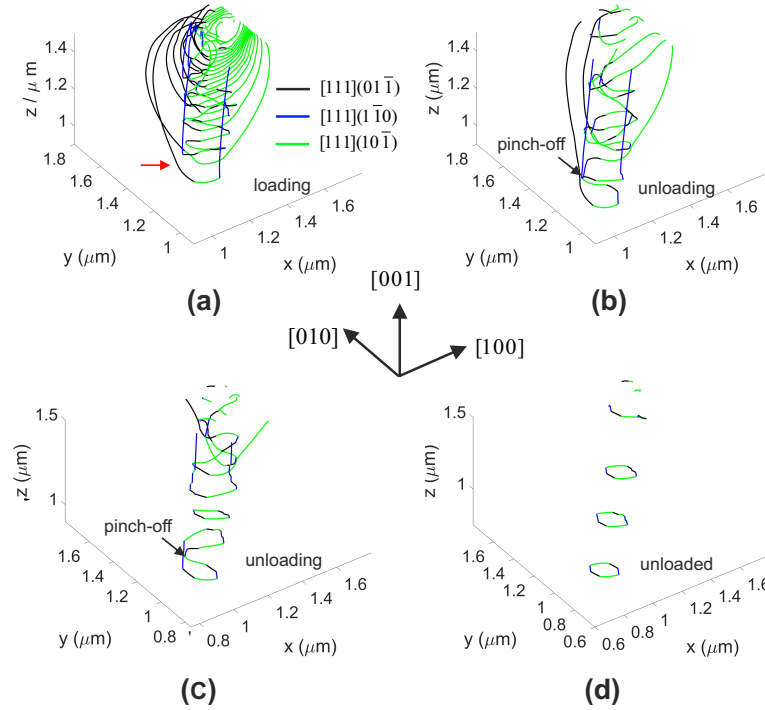 z / μ m
1.4
1.2
1
1.8
1.6
1.4
1.2
1
y (μm)
1
1.2
1.4
1.6
x (μm)
[111](01 1̄)
[111](1 1̄0)
[111](10 1̄)
loading
(a)
z (μm)
1.4
1.2
1
1.8
1.6
1.4
1.2
1
y (μm)
1
1.2
1.4
1.6
x (μm)
pinch-off
unloading
(b)
[001]
[010]
[100]
z (μm)
1.5
1
1.6
1.4
1.2
1
0.8
y (μm)
0.8
1
1.2
1.4
1.6
x (μm)
pinch-off
unloading
(c)
z (μm)
1.5
1
1.6
1.4
1.2
1
0.8
0.6
y (μm)
0.6
0.8
1
1.2
1.4
1.6
x (μm)
unloaded
(d)